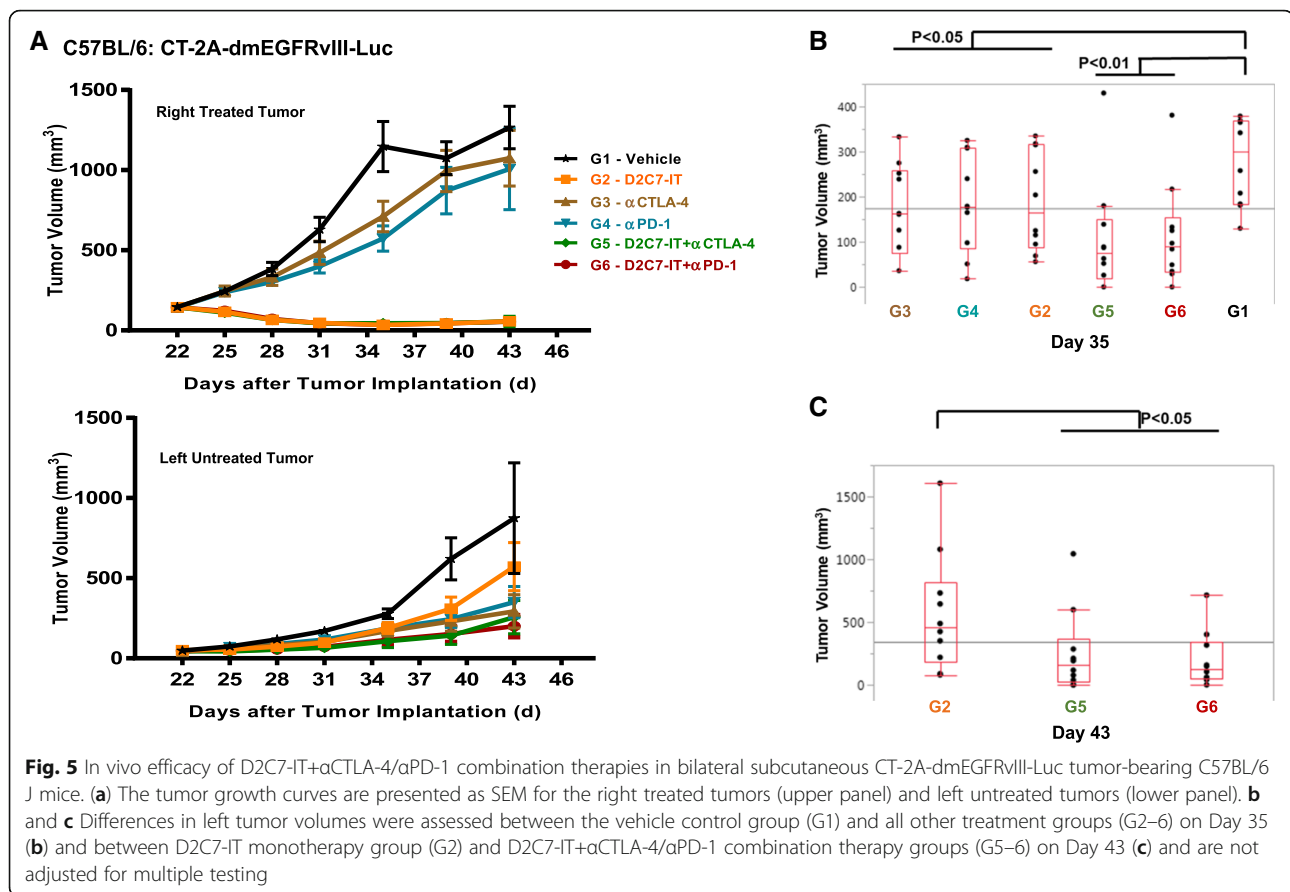 A
C57BL/6: CT-2A-dmEGFRvIII-Luc
Tumor Volume (mm³)
1500
1000
500
0
Right Treated Tumor
22 25 28 31 34 37 40 43 46
Days after Tumor Implantation (d)
G1 - Vehicle
G2 - D2C7-IT
G3 - αCTLA-4
G4 - αPD-1
G5 - D2C7-IT+αCTLA-4
G6 - D2C7-IT+αPD-1
Tumor Volume (mm³)
1500
1000
500
0
Left Untreated Tumor
22 25 28 31 34 37 40 43 46
Days after Tumor Implantation (d)
B
P<0.05
P<0.01
Tumor Volume (mm³)
400
300
200
100
0
G3 G4 G2 G5 G6 G1
Day 35
C
P<0.05
Tumor Volume (mm³)
1500
1000
500
0
G2 G5 G6
Day 43
Fig. 5 In vivo efficacy of D2C7-IT+αCTLA-4/αPD-1 combination therapies in bilateral subcutaneous CT-2A-dmEGFRvIII-Luc tumor-bearing C57BL/6
J mice. (a) The tumor growth curves are presented as SEM for the right treated tumors (upper panel) and left untreated tumors (lower panel). b
and c Differences in left tumor volumes were assessed between the vehicle control group (G1) and all other treatment groups (G2–6) on Day 35
(b) and between D2C7-IT monotherapy group (G2) and D2C7-IT+αCTLA-4/αPD-1 combination therapy groups (G5–6) on Day 43 (c) and are not
adjusted for multiple testing